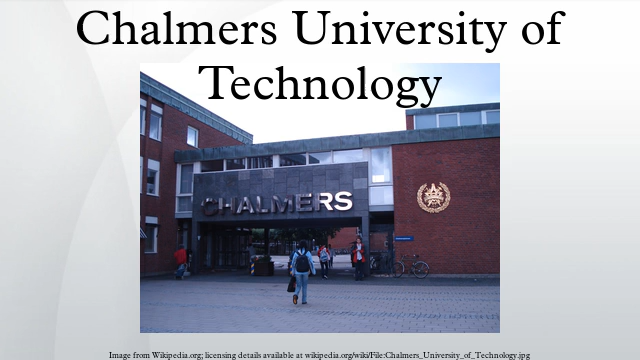 Chalmers University of
Technology
CHALMERS
Image from Wikipedia.org; licensing details available at wikipedia.org/wiki/File:Chalmers_University_of_Technology.jpg